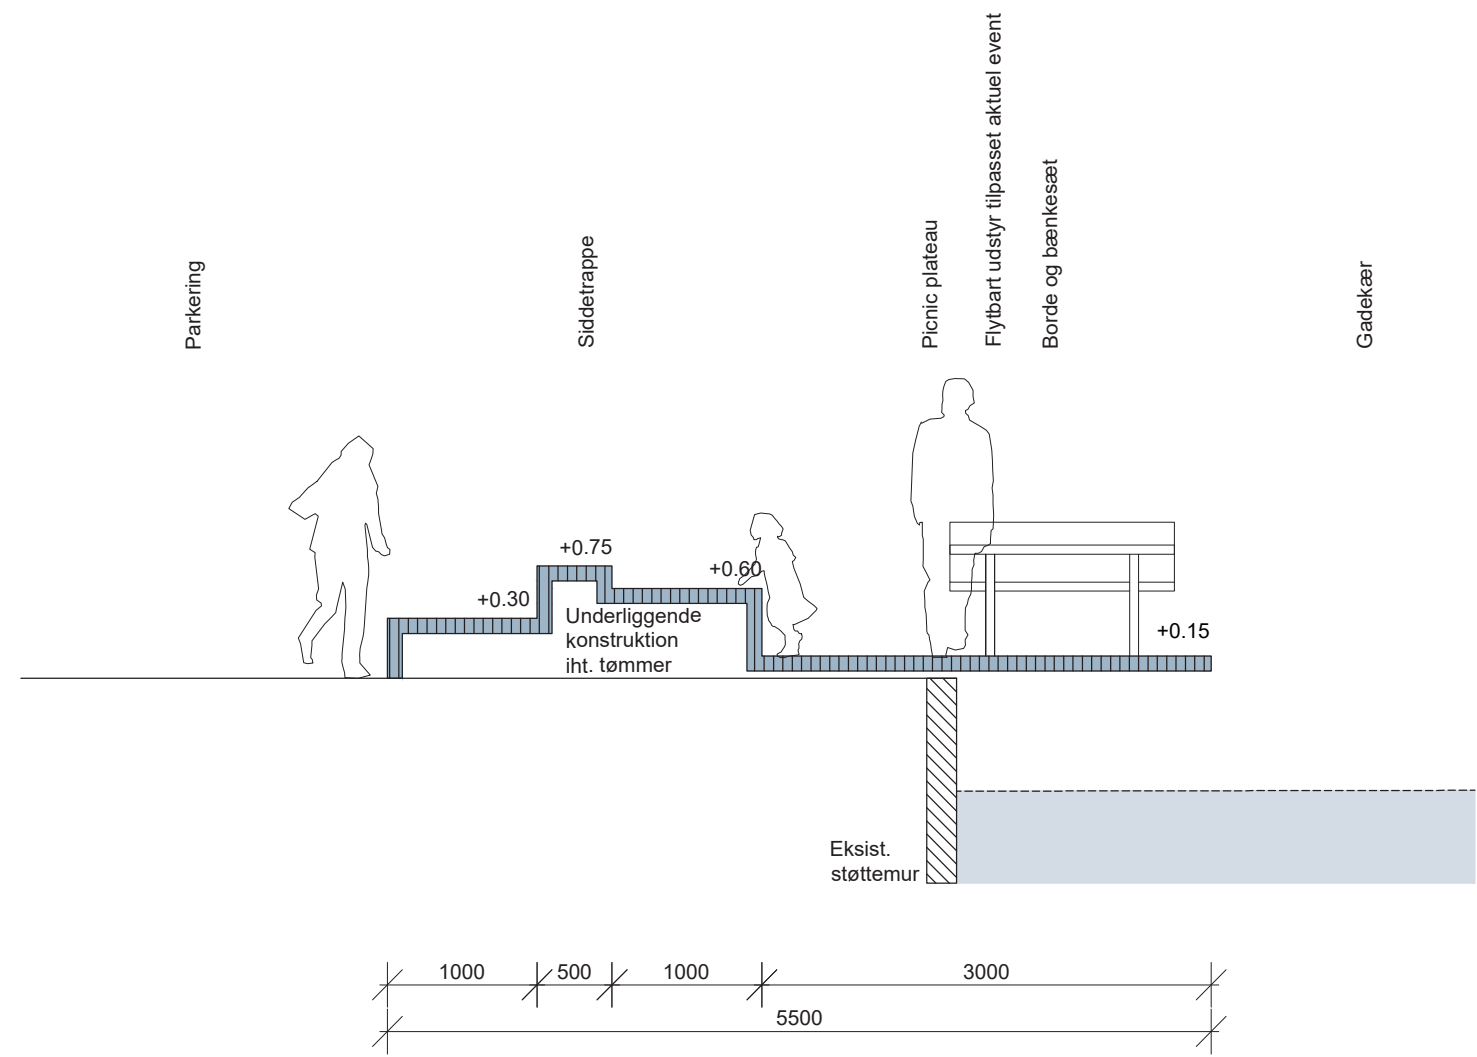 Parkering
Siddetrappe
Picnic plateau
Flytbart udstyr tilpasset aktuel event
Borde og bænkesæt
Gadekær
+0.75
+0.60
+0.30
Underliggende
konstruktion
iht. tømmer
+0.15
Eksist.
støttemur
1000
500
1000
3000
5500